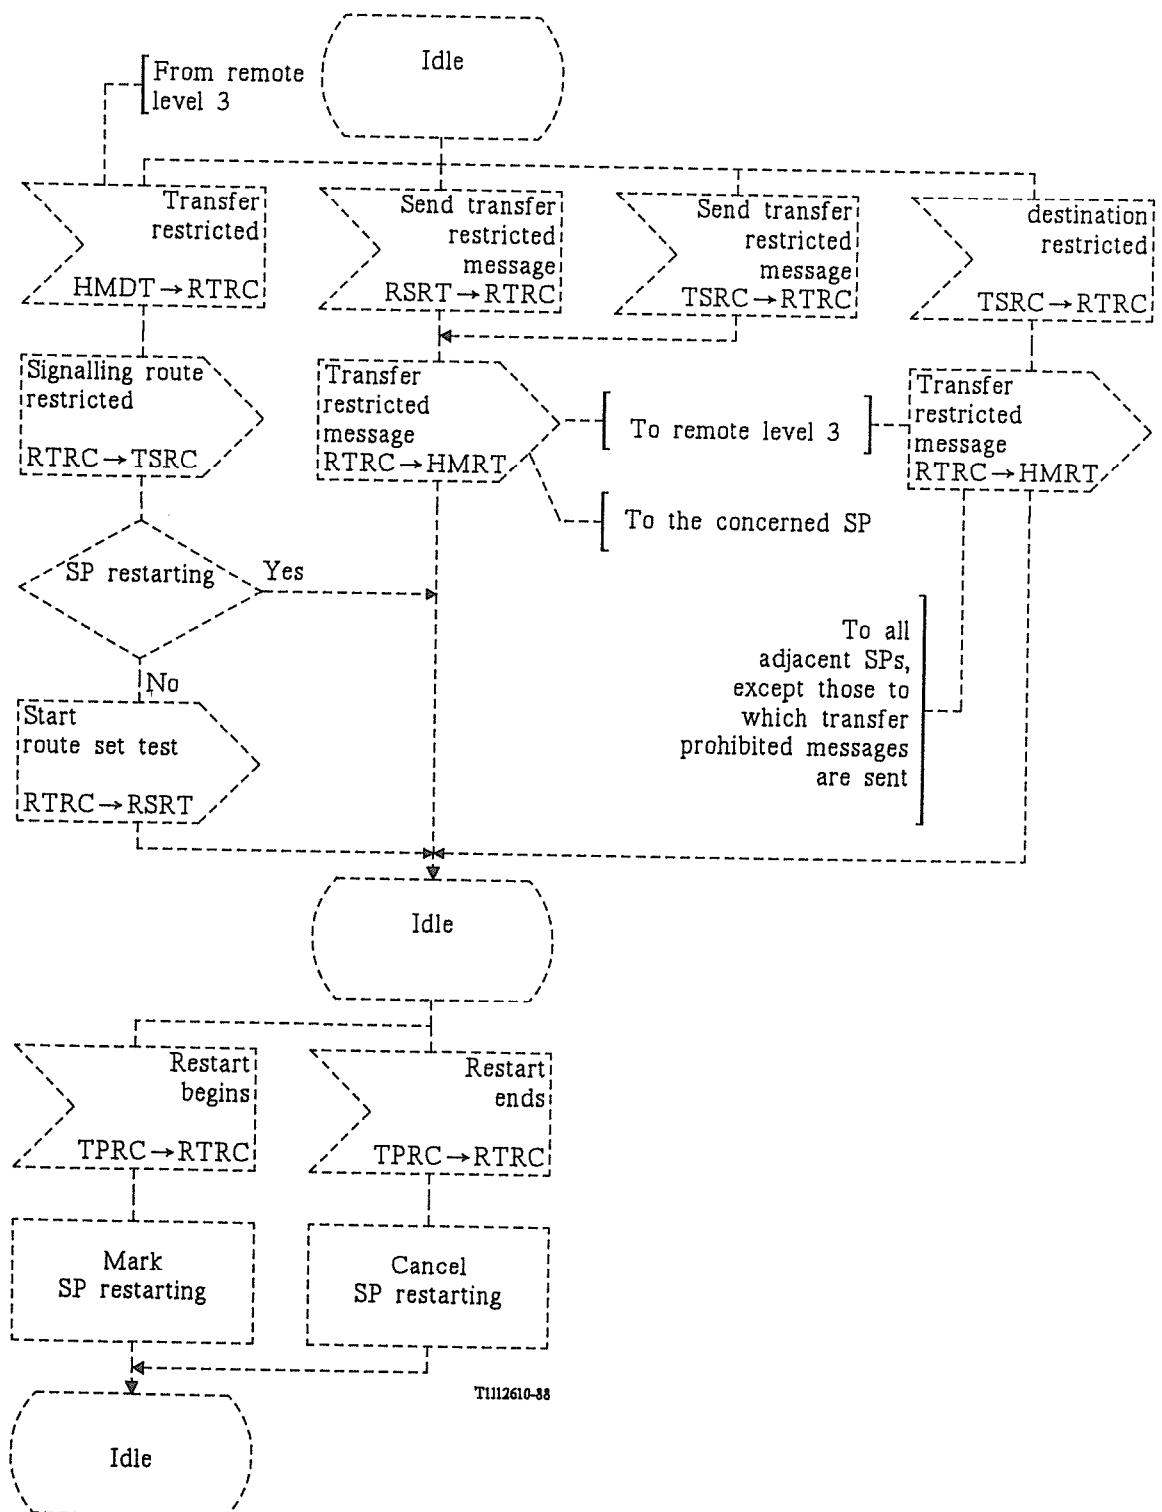 Idle
From remote
level 3
Transfer
restricted
HMDT→RTRC
Send transfer
restricted
message
RSRT→RTRC
Send transfer
restricted
message
TSRC→RTRC
destination
restricted
TSRC→RTRC
Signalling route
restricted
RTRC→TSRC
Transfer
restricted
message
RTRC→HMRT
To remote level 3
To the concerned SP
Transfer
restricted
message
RTRC→HMRT
SP restarting
Yes
No
To all
adjacent SPs,
except those to
which transfer
prohibited messages
are sent
Start
route set test
RTRC→RSRT
Idle
Restart
begins
TPRC→RTRC
Restart
ends
TPRC→RTRC
Mark
SP restarting
Cancel
SP restarting
T1112610-88
Idle